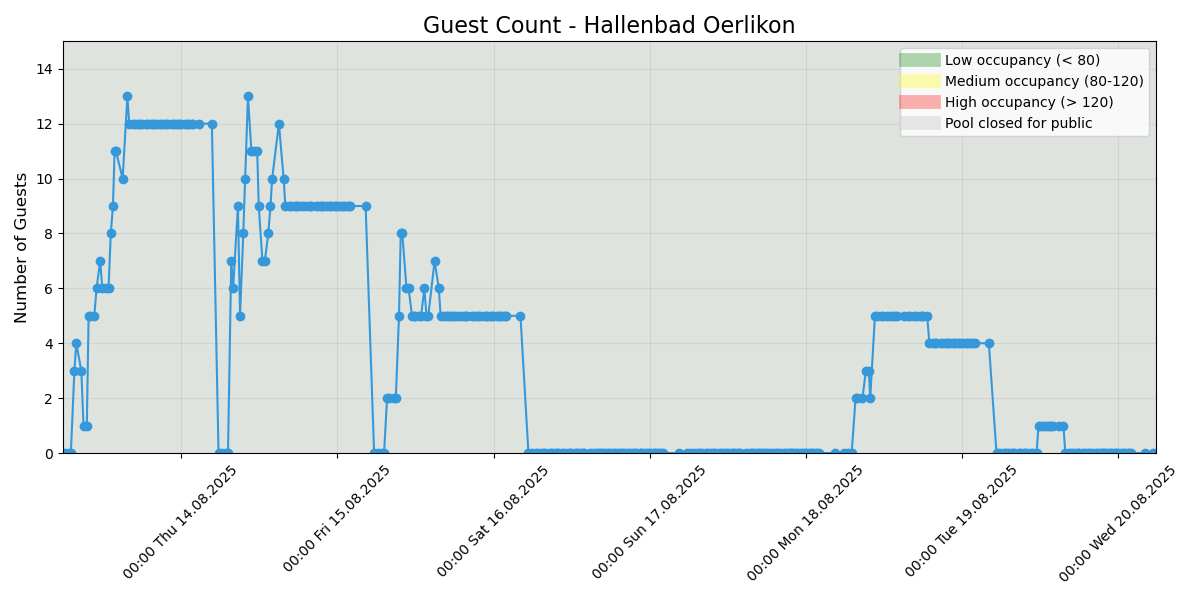 Guest Count - Hallenbad Oerlikon
Number of Guests
14
12
10
8
6
4
2
0
Low occupancy (< 80)
Medium occupancy (80-120)
High occupancy (> 120)
Pool closed for public
00:00 Thu 14.08.2025
00:00 Fri 15.08.2025
00:00 Sat 16.08.2025
00:00 Sun 17.08.2025
00:00 Mon 18.08.2025
00:00 Tue 19.08.2025
00:00 Wed 20.08.2025